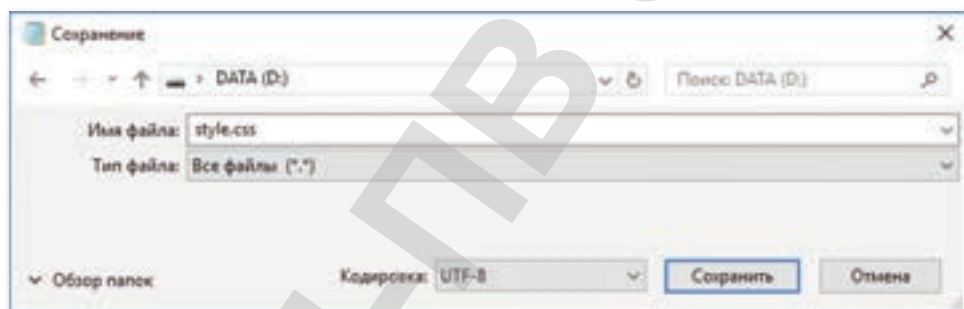 Сохранение
DATA (D:)
Поиск: DATA (D:)
Имя файла: style.css
Тип файла: Все файлы (*.*)
Обзор папок
Кодировка: UTF-8
Сохранить
Отмена